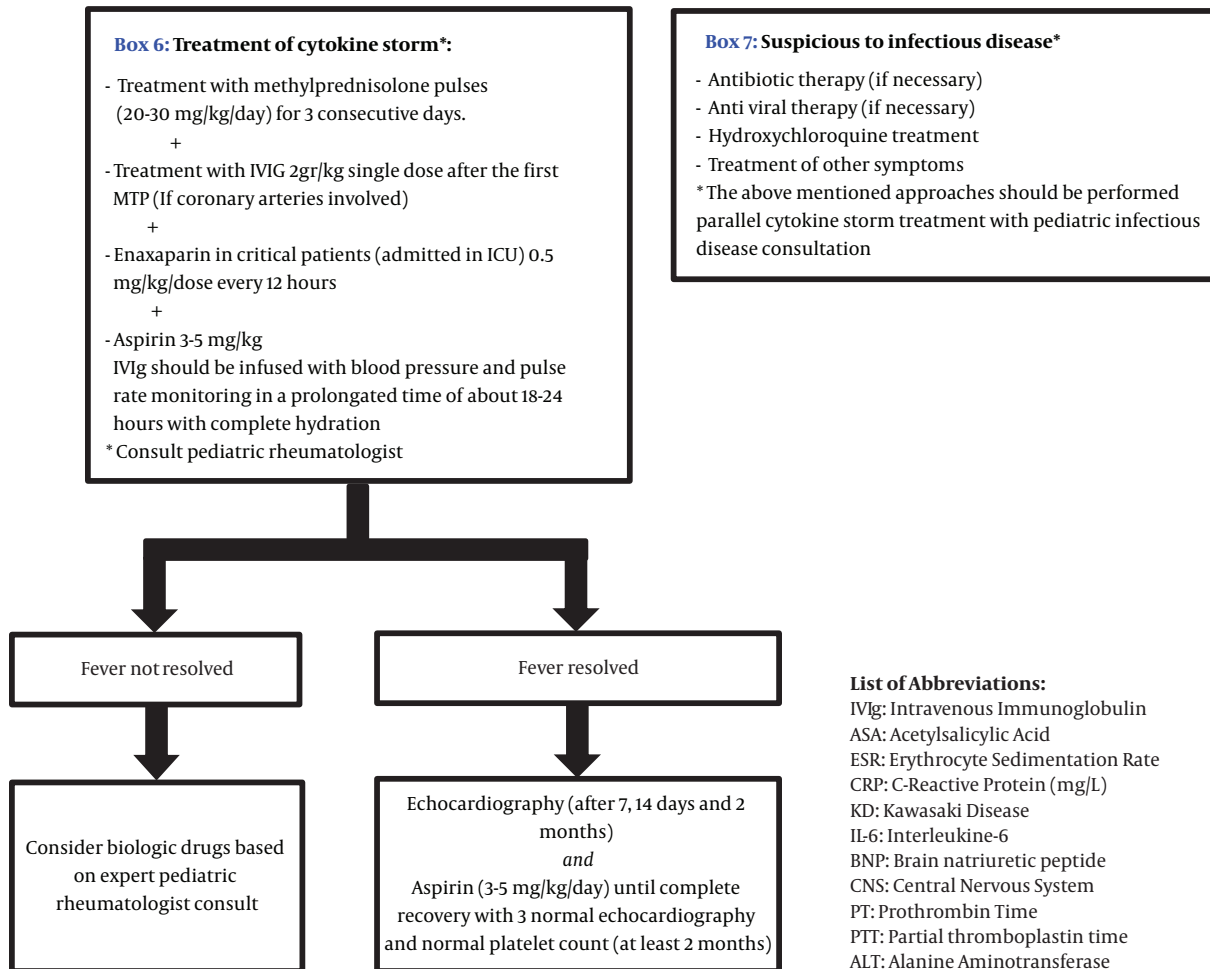 Box 6: Treatment of cytokine storm*:
- Treatment with methylprednisolone pulses
(20-30 mg/kg/day) for 3 consecutive days.
+
- Treatment with IVIG 2gr/kg single dose after the first
MTP (If coronary arteries involved)
+
- Enaxaparin in critical patients (admitted in ICU) 0.5
mg/kg/dose every 12 hours
+
- Aspirin 3-5 mg/kg
IVIg should be infused with blood pressure and pulse
rate monitoring in a prolongated time of about 18-24
hours with complete hydration
* Consult pediatric rheumatologist
Box 7: Suspicious to infectious disease*
- Antibiotic therapy (if necessary)
- Anti viral therapy (if necessary)
- Hydroxychloroquine treatment
- Treatment of other symptoms
* The above mentioned approaches should be performed
parallel cytokine storm treatment with pediatric infectious
disease consultation
Fever not resolved
Fever resolved
Consider biologic drugs based
on expert pediatric
rheumatologist consult
Echocardiography (after 7, 14 days and 2
months)
and
Aspirin (3-5 mg/kg/day) until complete
recovery with 3 normal echocardiography
and normal platelet count (at least 2 months)
List of Abbreviations:
IVIg: Intravenous Immunoglobulin
ASA: Acetylsalicylic Acid
ESR: Erythrocyte Sedimentation Rate
CRP: C-Reactive Protein (mg/L)
KD: Kawasaki Disease
IL-6: Interleukine-6
BNP: Brain natriuretic peptide
CNS: Central Nervous System
PT: Prothrombin Time
PTT: Partial thromboplastin time
ALT: Alanine Aminotransferase